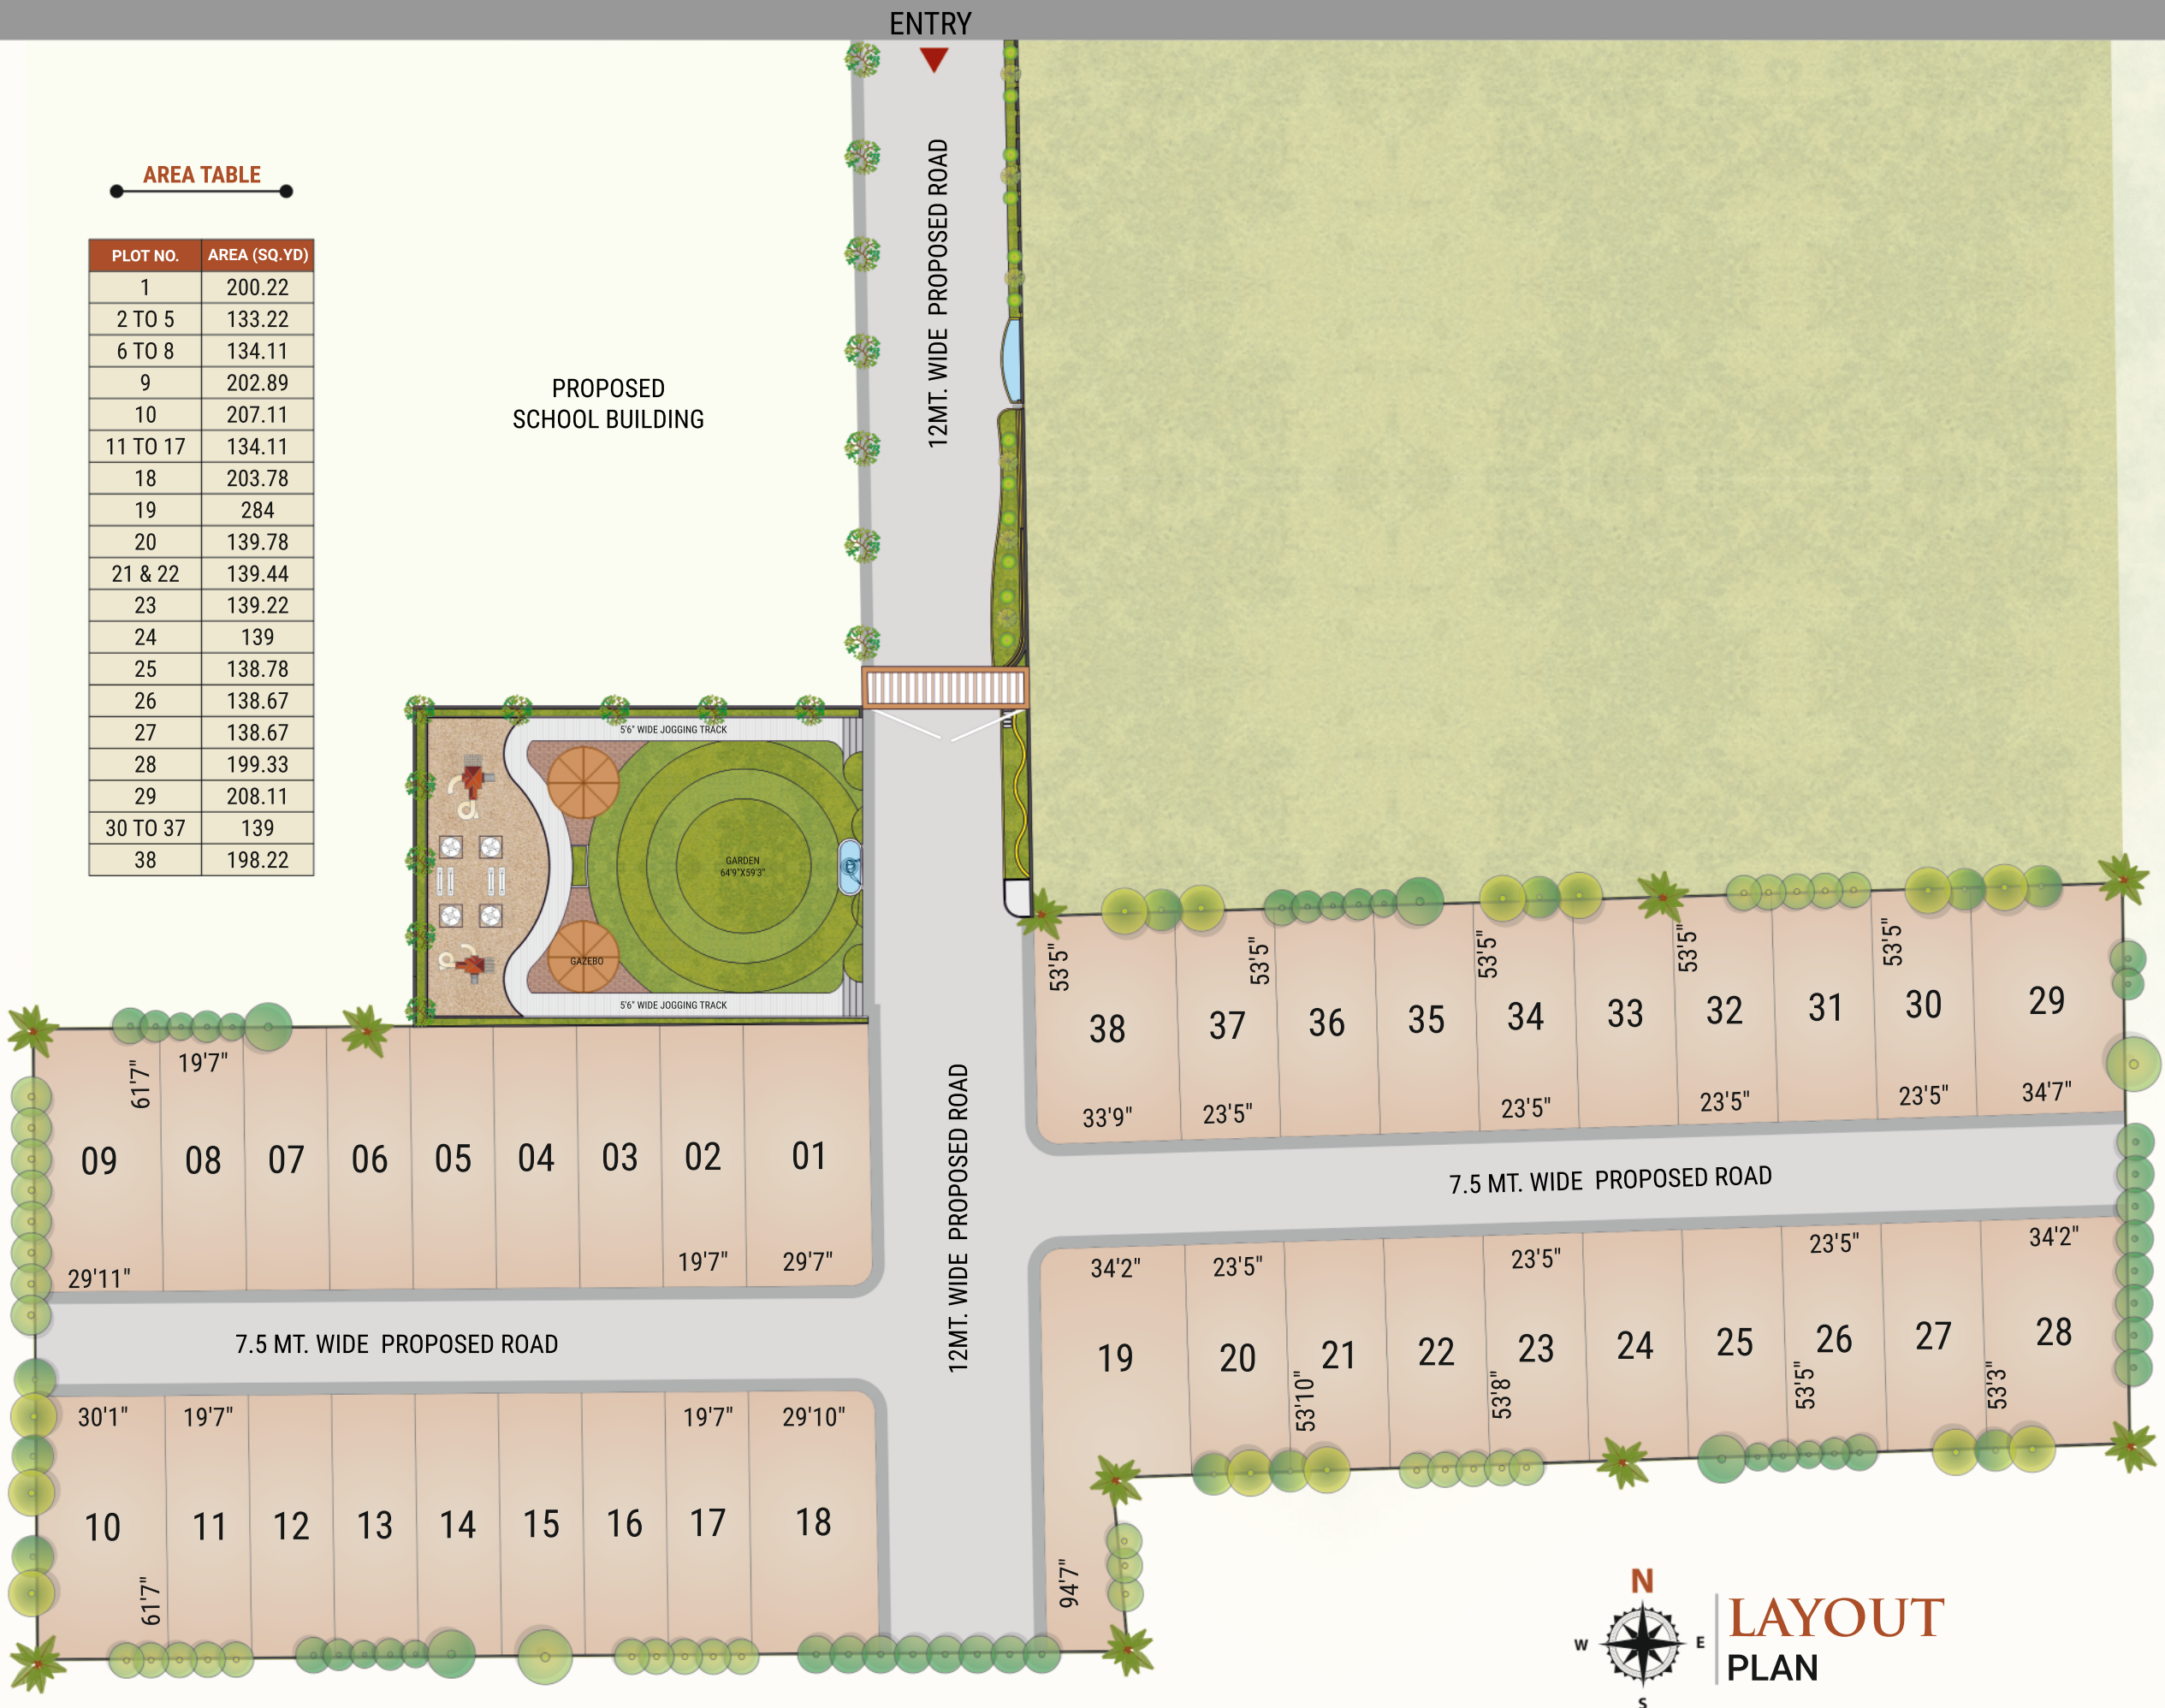 ENTRY
12MT. WIDE PROPOSED ROAD
AREA TABLE
PLOT NO. AREA (SQ.YD)
1 200.22
2 TO 5 133.22
6 TO 8 134.11
9 202.89
10 207.11
11 TO 17 134.11
18 203.78
19 284
20 139.78
21 & 22 139.44
23 139.22
24 139
25 138.78
26 138.67
27 138.67
28 199.33
29 208.11
30 TO 37 139
38 198.22
PROPOSED
SCHOOL BUILDING
5'6" WIDE JOGGING TRACK
GARDEN
64'9"X59'3"
GAZEBO
5'6" WIDE JOGGING TRACK
53'5" 53'5" 53'5" 53'5" 53'5"
38 37 36 35 34 33 32 31 30 29
33'9" 23'5" 23'5" 23'5" 23'5" 34'7"
61'7" 19'7"
09 08 07 06 05 04 03 02 01
29'11" 19'7" 29'7"
12MT. WIDE PROPOSED ROAD
7.5 MT. WIDE PROPOSED ROAD
34'2" 23'5" 23'5" 23'5" 34'2"
19 20 21 22 23 24 25 26 27 28
53'10" 53'8" 53'5" 53'3"
94'7"
7.5 MT. WIDE PROPOSED ROAD
30'1" 19'7" 19'7" 29'10"
10 11 12 13 14 15 16 17 18
61'7"
N
W E
S
LAYOUT
PLAN